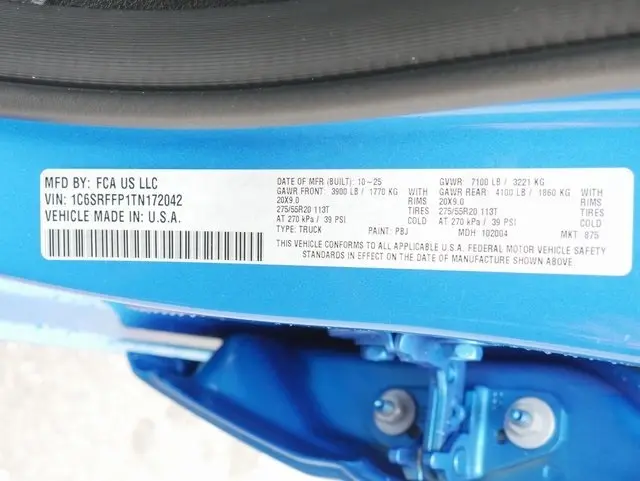 MFD BY: FCA US LLC
VIN: 1C6SRFFP1TN172042
VEHICLE MADE IN: U.S.A.
DATE OF MFR (BUILT): 10-25 GVWR: 7100 LB / 3221 KG
GAWR FRONT: 3900 LB / 1770 KG WITH GAWR REAR: 4100 LB / 1860 KG WITH
20X9.0 RIMS 20X9.0 RIMS
275/55R20 113T TIRES 275/55R20 113T TIRES
AT 270 kPa / 39 PSI COLD AT 270 kPa / 39 PSI COLD
TYPE: TRUCK PAINT: PBJ MDH: 102004 MKT: 875
THIS VEHICLE CONFORMS TO ALL APPLICABLE U.S.A. FEDERAL MOTOR VEHICLE SAFETY
STANDARDS IN EFFECT ON THE DATE OF MANUFACTURE SHOWN ABOVE.